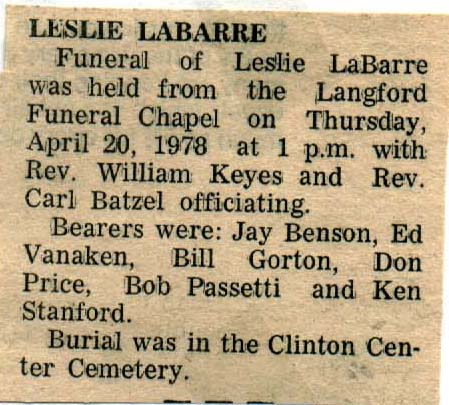 LESLIE LABARRE
Funeral of Leslie LaBarre
was held from the Langford
Funeral Chapel on Thursday,
April 20, 1978 at 1 p.m. with
Rev. William Keyes and Rev.
Carl Batzel officiating.
Bearers were: Jay Benson, Ed
Vanaken, Bill Gorton, Don
Price, Bob Passetti and Ken
Stanford.
Burial was in the Clinton Cen-
ter Cemetery.